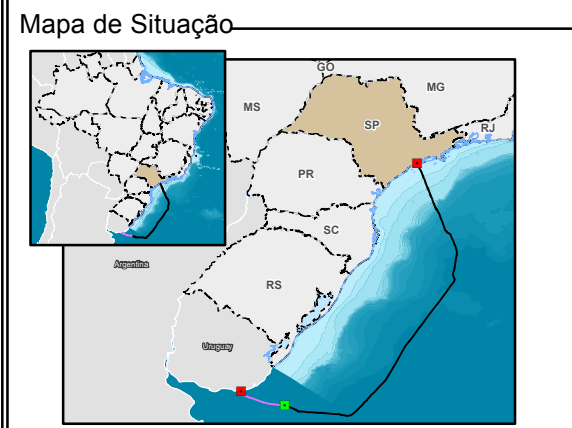 Mapa de Situação
GO
MG
MS
SP
RJ
PR
SC
Argentina
RS
Uruguay